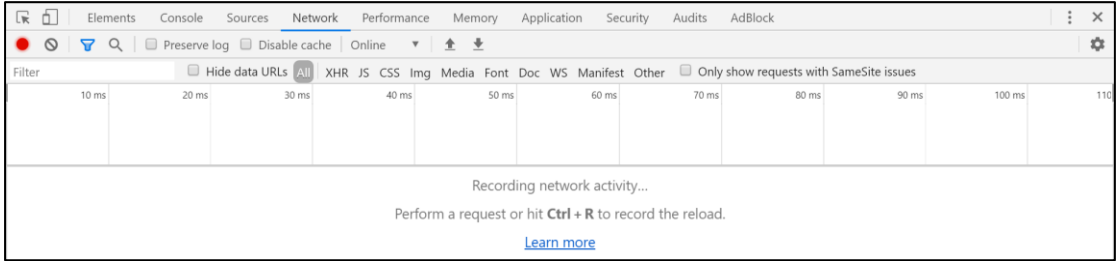 Elements Console Sources Network Performance Memory Application Security Audits AdBlock
Preserve log Disable cache Online
Filter Hide data URLs All XHR JS CSS Img Media Font Doc WS Manifest Other Only show requests with SameSite issues
10 ms 20 ms 30 ms 40 ms 50 ms 60 ms 70 ms 80 ms 90 ms 100 ms 110
Recording network activity...
Perform a request or hit Ctrl + R to record the reload.
Learn more